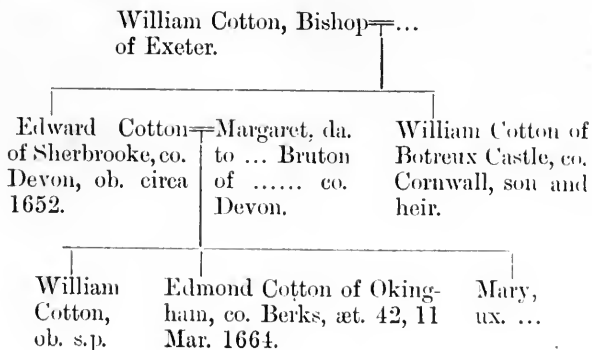 William Cotton, Bishop=...
of Exeter.
Edward Cotton=Margaret, da.
of Sherbrooke, co.
Devon, ob. circa
1652.
to ... Bruton
of ...... co.
Devon.
William Cotton of
Botreux Castle, co.
Cornwall, son and
heir.
William
Cotton,
ob. s.p.
Edmond Cotton of Oking-
ham, co. Berks, æt. 42, 11
Mar. 1664.
Mary,
ux. ...